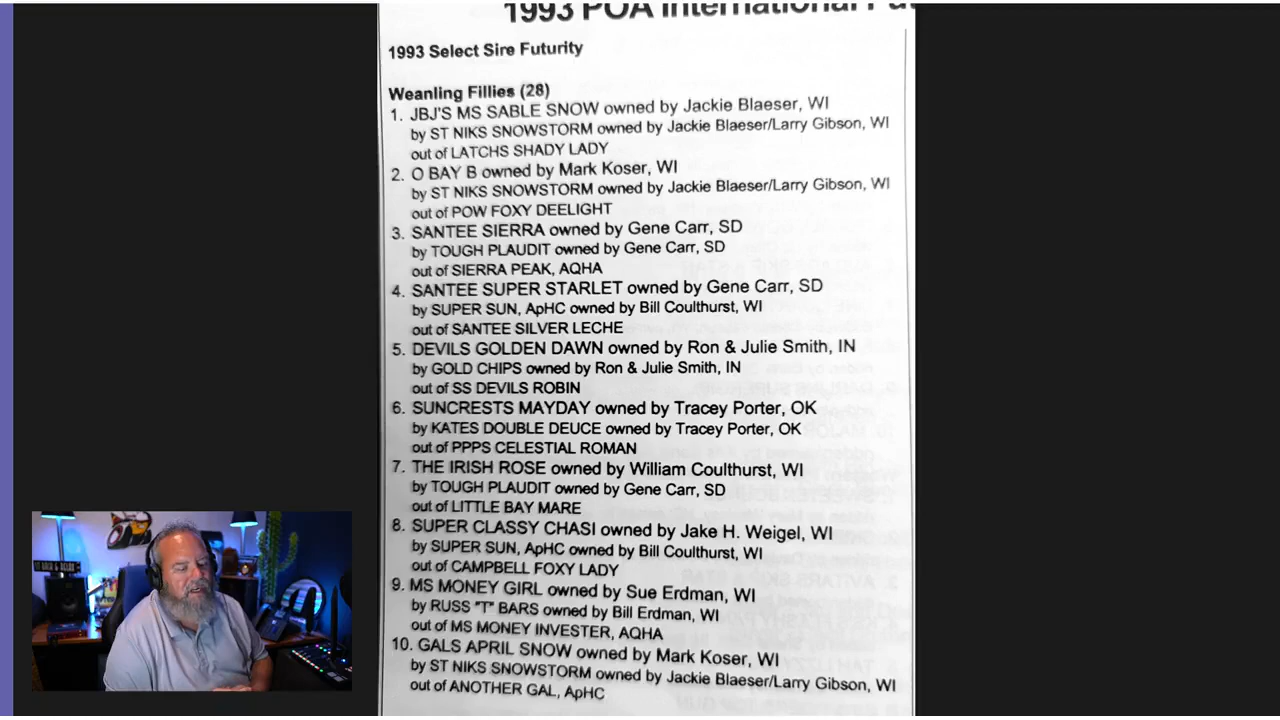 1993 POA International
1993 Select Sire Futurity
Weanling Fillies (28)
1. JBJ'S MS SABLE SNOW owned by Jackie Blaeser, WI
by ST NIKS SNOWSTORM owned by Jackie Blaeser/Larry Gibson, WI
out of LATCHS SHADY LADY
2. O BAY B owned by Mark Koser, WI
by ST NIKS SNOWSTORM owned by Jackie Blaeser/Larry Gibson, WI
out of POW FOXY DEELIGHT
3. SANTEE SIERRA owned by Gene Carr, SD
by TOUGH PLAUDIT owned by Gene Carr, SD
out of SIERRA PEAK, AQHA
4. SANTEE SUPER STARLET owned by Gene Carr, SD
by SUPER SUN, ApHC owned by Bill Coulthurst, WI
out of SANTEE SILVER LECHE
5. DEVILS GOLDEN DAWN owned by Ron & Julie Smith, IN
by GOLD CHIPS owned by Ron & Julie Smith, IN
out of SS DEVILS ROBIN
6. SUNCRESTS MAYDAY owned by Tracey Porter, OK
by KATES DOUBLE DEUCE owned by Tracey Porter, OK
out of PPPS CELESTIAL ROMAN
7. THE IRISH ROSE owned by William Coulthurst, WI
by TOUGH PLAUDIT owned by Gene Carr, SD
out of LITTLE BAY MARE
8. SUPER CLASSY CHASI owned by Jake H. Weigel, WI
by SUPER SUN, ApHC owned by Bill Coulthurst, WI
out of CAMPBELL FOXY LADY
9. MS MONEY GIRL owned by Sue Erdman, WI
by RUSS "T" BARS owned by Bill Erdman, WI
out of MS MONEY INVESTER, AQHA
10. GALS APRIL SNOW owned by Mark Koser, WI
by ST NIKS SNOWSTORM owned by Jackie Blaeser/Larry Gibson, WI
out of ANOTHER GAL, ApHC